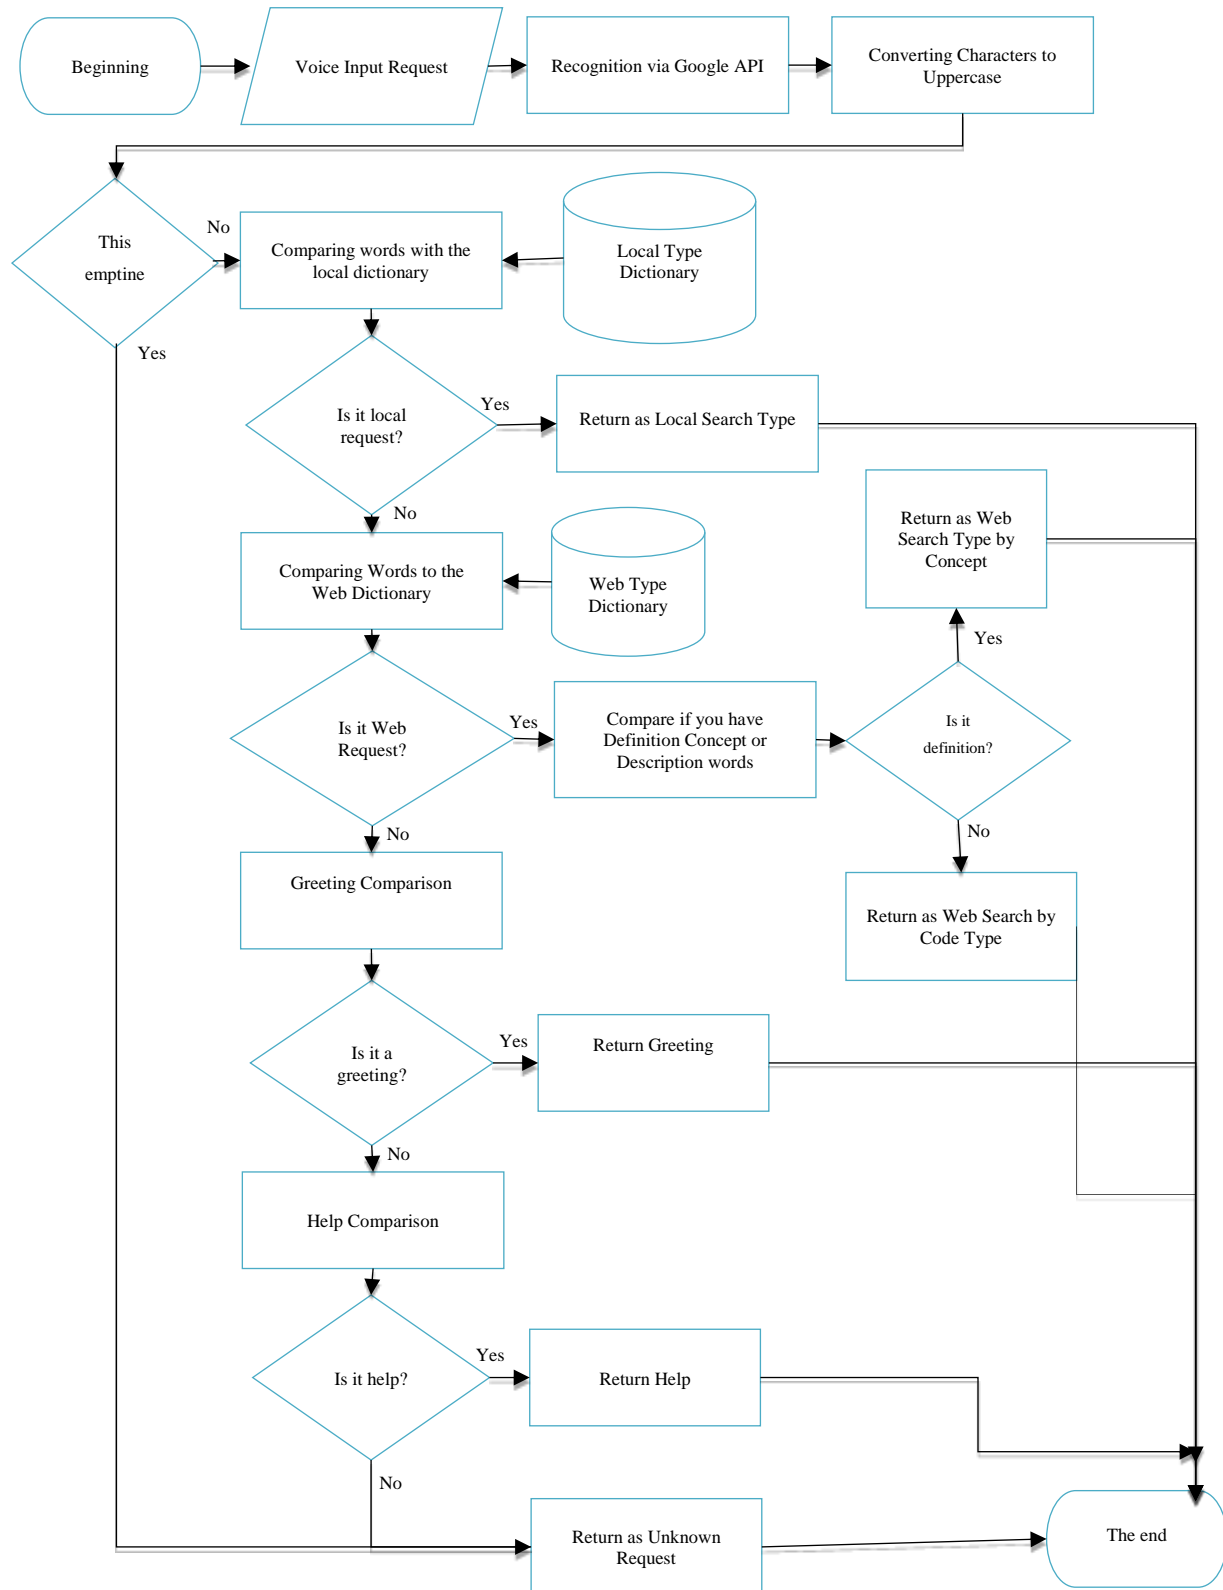 Beginning
Voice Input Request
Recognition via Google API
Converting Characters to
Uppercase
This
emptine
No
Yes
Comparing words with the
local dictionary
Local Type
Dictionary
Is it local
request?
Yes
Return as Local Search Type
No
Comparing Words to the
Web Dictionary
Web Type
Dictionary
Return as Web
Search Type by
Concept
Yes
Is it Web
Request?
Yes
Compare if you have
Definition Concept or
Description words
Is it
definition?
No
No
Greeting Comparison
Return as Web Search by
Code Type
Is it a
greeting?
Yes
Return Greeting
No
Help Comparison
Is it help?
Yes
Return Help
No
Return as Unknown
Request
The end